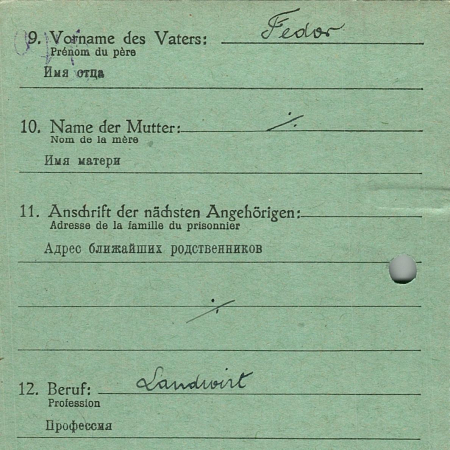 9. Vorname des Vaters: Fedor
Prénom du père
Имя отца
10. Name der Mutter: ./.
Nom de la mère
Имя матери
11. Anschrift der nächsten Angehörigen:
Adresse de la famille du prisonnier
Адрес ближайших родственников
./.
12. Beruf: Landwirt
Profession
Профессия